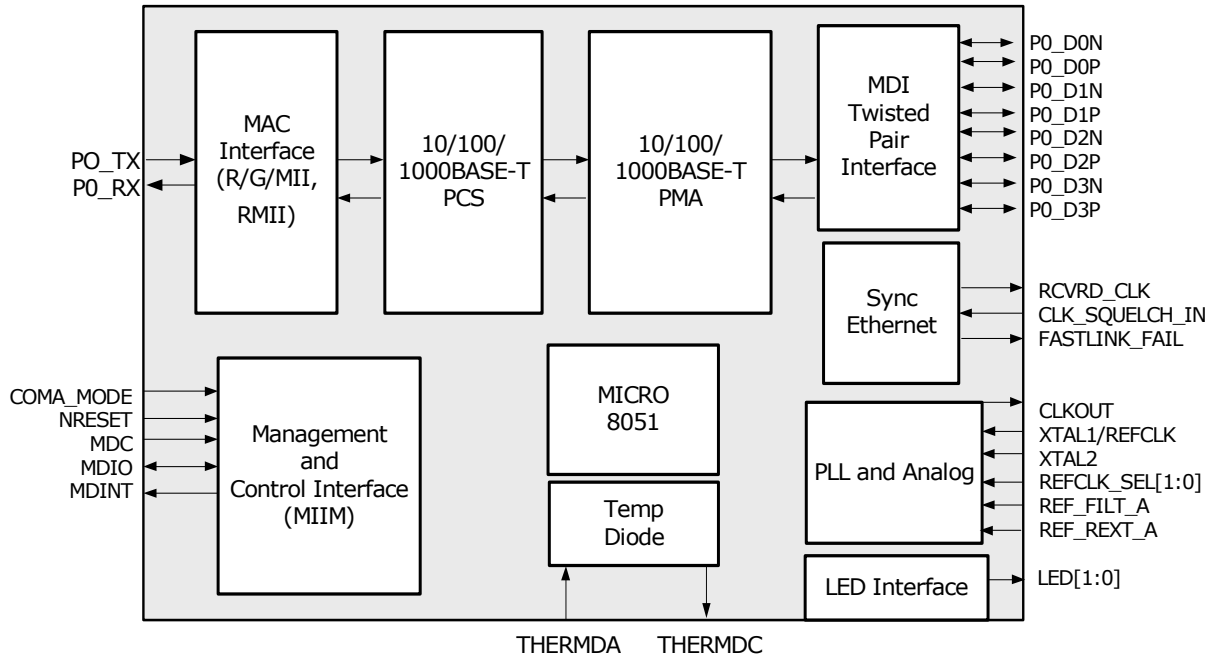 PO_TX
P0_RX
MAC
Interface
(R/G/MII,
RMII)
10/100/
1000BASE-T
PCS
10/100/
1000BASE-T
PMA
MDI
Twisted
Pair
Interface
P0_D0N
P0_D0P
P0_D1N
P0_D1P
P0_D2N
P0_D2P
P0_D3N
P0_D3P
Sync
Ethernet
RCVRD_CLK
CLK_SQUELCH_IN
FASTLINK_FAIL
COMA_MODE
NRESET
MDC
MDIO
MDINT
Management
and
Control Interface
(MIIM)
MICRO
8051
Temp
Diode
THERMDA
THERMDC
PLL and Analog
CLKOUT
XTAL1/REFCLK
XTAL2
REFCLK_SEL[1:0]
REF_FILT_A
REF_REXT_A
LED Interface
LED[1:0]